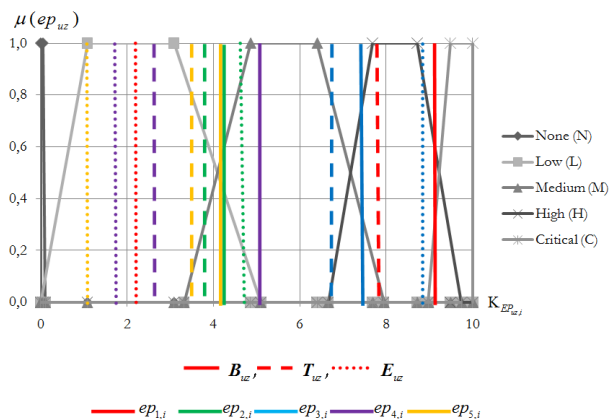 μ(ep_uz)
1,0
0,8
0,6
0,4
0,2
0,0
0 2 4 6 8 10
K_EP_uz,i
None (N)
Low (L)
Medium (M)
High (H)
Critical (C)
B_uz, T_uz, E_uz
ep_1,i ep_2,i ep_3,i ep_4,i ep_5,i